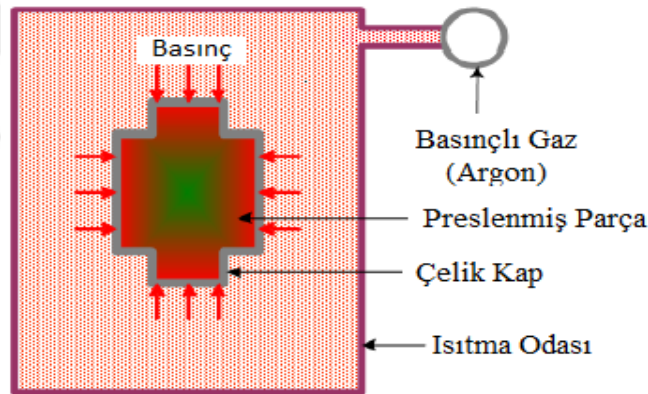 Basınç
Basınçlı Gaz
(Argon)
Preslenmiş Parça
Çelik Kap
Isıtma Odası